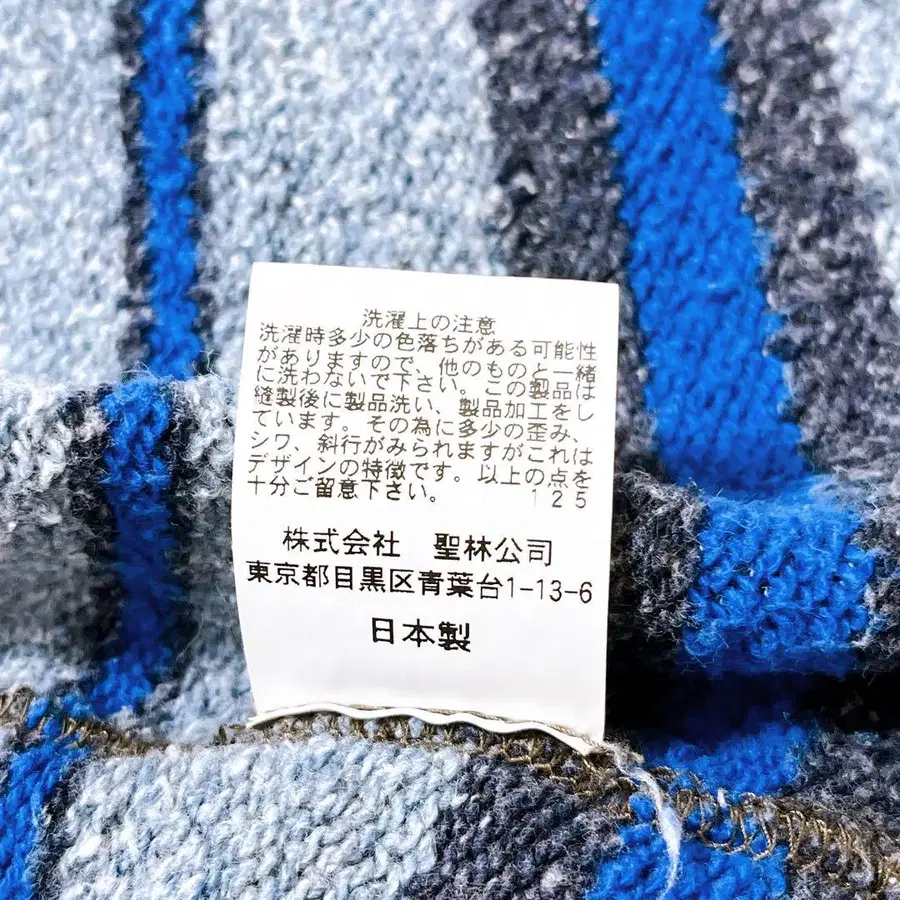 洗濯上の注意
洗濯時多少の色落ちがある可能性
がありますので、他のものと一緒
に洗わないで下さい。この製品は
縫製後に製品洗い、製品加工をし
ています。その為に多少の歪み、
シワ、斜行がみられますがこれは
デザインの特徴です。以上の点を
十分ご留意下さい。 125
株式会社 聖林公司
東京都目黒区青葉台1-13-6
日本製